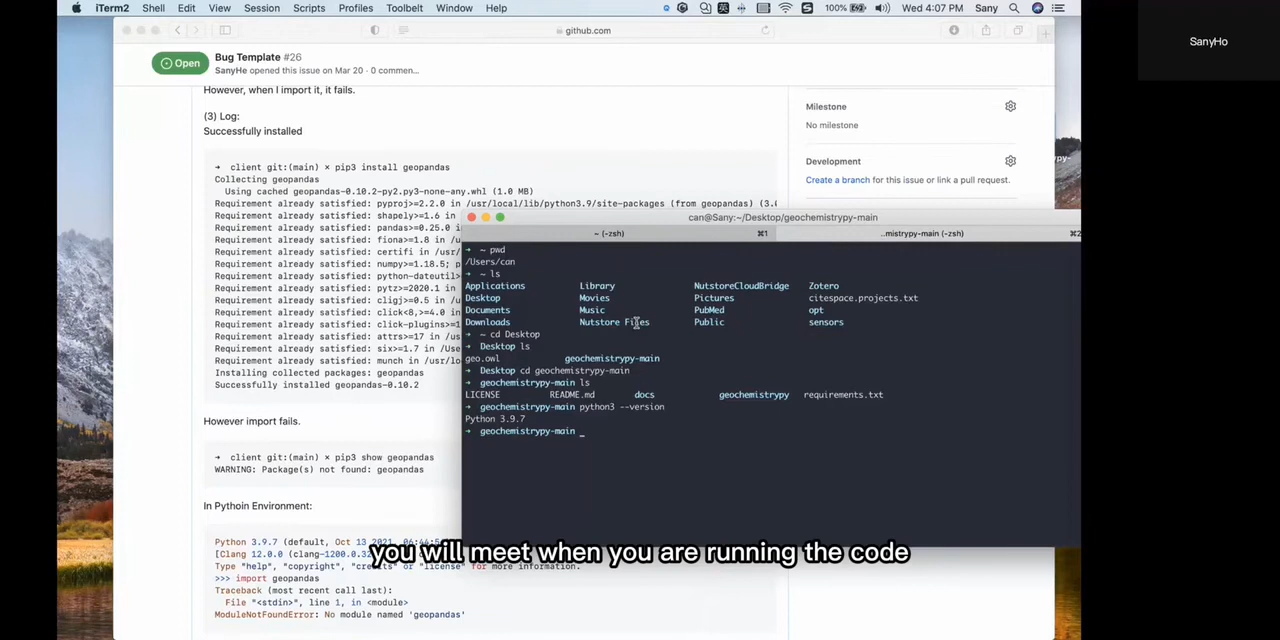 iTerm2 Shell Edit View Session Scripts Profiles Toolbelt Window Help 100% Wed 4:07 PM Sany
SanyHo
github.com
Open
Bug Template #26
SanyHe opened this issue on Mar 20 · 0 commen...
However, when I import it, it fails.
(3) Log:
Successfully installed
➜ client git:(main) × pip3 install geopandas
Collecting geopandas
Using cached geopandas-0.10.2-py2.py3-none-any.whl (1.0 MB)
Requirement already satisfied: pyproj>=2.2.0 in /usr/local/lib/python3.9/site-packages (from geopandas) (3.
Requirement already satisfied: shapely>=1.6
Requirement already satisfied: pandas>=0.25.0
Requirement already satisfied: fiona>=1.8 in
Requirement already satisfied: certifi in
Requirement already satisfied: numpy>=1.18.5;
Requirement already satisfied: python-dateutil>
Requirement already satisfied: pytz>=2020.1
Requirement already satisfied: cligj>=0.5 in
Requirement already satisfied: click<8,>=4.0
Requirement already satisfied: click-plugins>=1
Requirement already satisfied: attrs>=17 in
Requirement already satisfied: six>=1.7 in
Requirement already satisfied: munch in
Installing collected packages: geopandas
Successfully installed geopandas-0.10.2
However import fails.
➜ client git:(main) × pip3 show geopandas
WARNING: Package(s) not found: geopandas
In Pythoin Environment:
Python 3.9.7 (default, Oct 13 2021, 06:44:5
[Clang 12.0.0 (clang-1200.0.32
Type "help", "copyright", "credits" or "license" for more information.
>>> import geopandas
Traceback (most recent call last):
File "<stdin>", line 1, in <module>
ModuleNotFoundError: No module named 'geopandas'
Milestone
No milestone
Development
Create a branch for this issue or link a pull request.
can@Sany:~/Desktop/geochemistrypy-main
~ (-zsh) ⌘1 ..mistrypy-main (-zsh) ⌘2
➜ ~ pwd
/Users/can
➜ ~ ls
Applications Library NutstoreCloudBridge Zotero
Desktop Movies Pictures citespace.projects.txt
Documents Music PubMed opt
Downloads Nutstore Files Public sensors
➜ ~ cd Desktop
➜ Desktop ls
geo.owl geochemistrypy-main
➜ Desktop cd geochemistrypy-main
➜ geochemistrypy-main ls
LICENSE README.md docs geochemistrypy requirements.txt
➜ geochemistrypy-main python3 --version
Python 3.9.7
➜ geochemistrypy-main _
you will meet when you are running the code